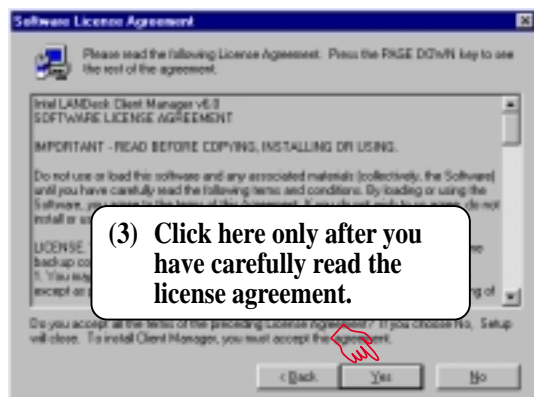 Software License Agreement
Please read the following License Agreement. Press the PAGE DOWN key to see
the rest of the agreement.
Intel LANDesk Client Manager v6.0
SOFTWARE LICENSE AGREEMENT
IMPORTANT - READ BEFORE COPYING, INSTALLING OR USING.
Do not use or load this software and any associated materials (collectively, the Software)
until you have carefully read the following terms and conditions. By loading or using the
Software, you agree to the terms of this Agreement. If you do not wish to so agree, do not
install or
(3) Click here only after you
have carefully read the
license agreement.
LICENSE.
backup
1. You may
except as
of
Do you accept all the terms of the preceding License Agreement? If you choose No, Setup
will close. To install Client Manager, you must accept this agreement.
< Back
Yes
No